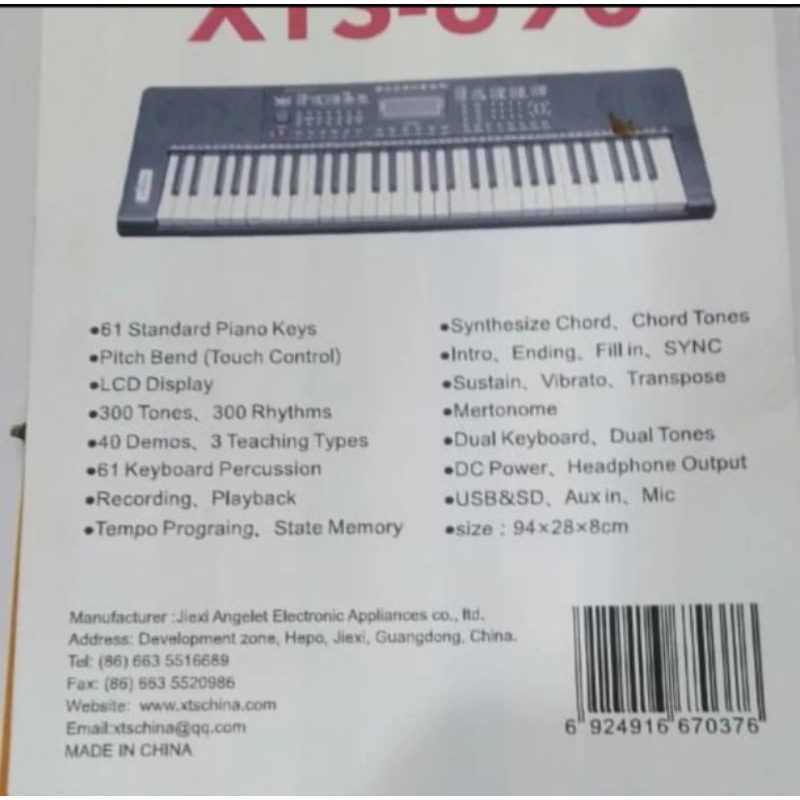 XTS-690
●61 Standard Piano Keys
●Pitch Bend (Touch Control)
●LCD Display
●300 Tones、300 Rhythms
●40 Demos、3 Teaching Types
●61 Keyboard Percussion
●Recording、Playback
●Tempo Prograing、State Memory
●Synthesize Chord、Chord Tones
●Intro、Ending、Fill in、SYNC
●Sustain、Vibrato、Transpose
●Mertonome
●Dual Keyboard、Dual Tones
●DC Power、Headphone Output
●USB&SD、Aux in、Mic
●size：94×28×8cm
Manufacturer :Jiexi Angelet Electronic Appliances co., ltd.
Address: Development zone, Hepo, Jiexi, Guangdong, China.
Tel: (86) 663 5516689
Fax: (86) 663 5520986
Website: www.xtschina.com
Email:xtschina@qq.com
MADE IN CHINA
6 924916 670376